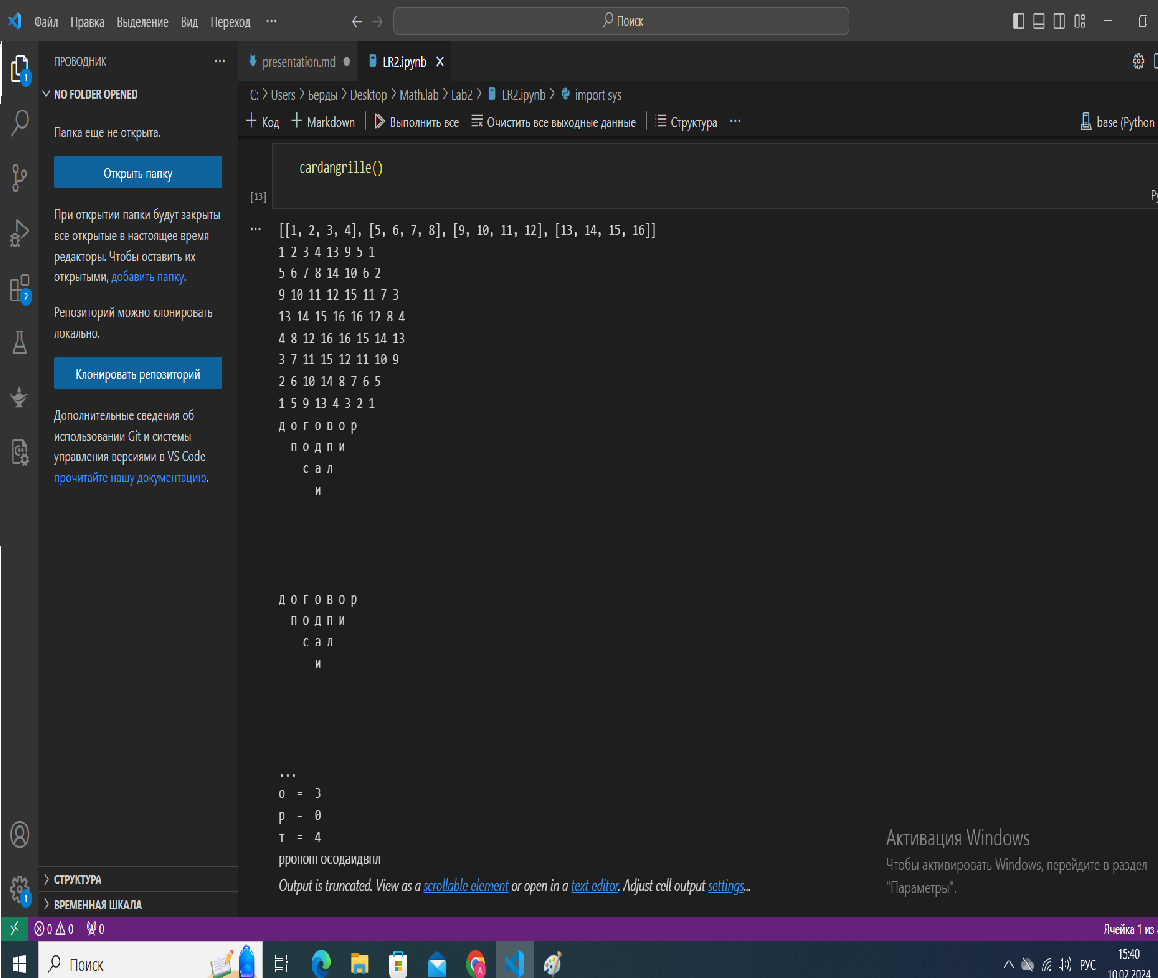 Файл Правка Выделение Вид Переход ··· Поиск
ПРОВОДНИК ···
NO FOLDER OPENED
Папка еще не открыта.
Открыть папку
При открытии папки будут закрыты
все открытые в настоящее время
редакторы. Чтобы оставить их
открытыми, добавить папку.
Репозиторий можно клонировать
локально.
Клонировать репозиторий
Дополнительные сведения об
использовании Git и системы
управления версиями в VS Code
прочитайте нашу документацию.
СТРУКТУРА
ВРЕМЕННАЯ ШКАЛА
presentation.md LR2.ipynb
C: > Users > Берды > Desktop > Math.lab > Lab2 > LR2.ipynb > import sys
+ Код + Markdown Выполнить все Очистить все выходные данные Структура ··· base (Python
cardangrille()
[13]
··· [[1, 2, 3, 4], [5, 6, 7, 8], [9, 10, 11, 12], [13, 14, 15, 16]]
1 2 3 4 13 9 5 1
5 6 7 8 14 10 6 2
9 10 11 12 15 11 7 3
13 14 15 16 16 12 8 4
4 8 12 16 16 15 14 13
3 7 11 15 12 11 10 9
2 6 10 14 8 7 6 5
1 5 9 13 4 3 2 1
д о г о в о р
п о д п и
с а л
и
д о г о в о р
п о д п и
с а л
и
...
о = 3
р = 0
т = 4
Output is truncated. View as a scrollable element or open in a text editor. Adjust cell output settings...
Активация Windows
Чтобы активировать Windows, перейдите в раздел
"Параметры".
0 0 0 Ячейка 1 из
Поиск РУС 15:40
10.02.2024